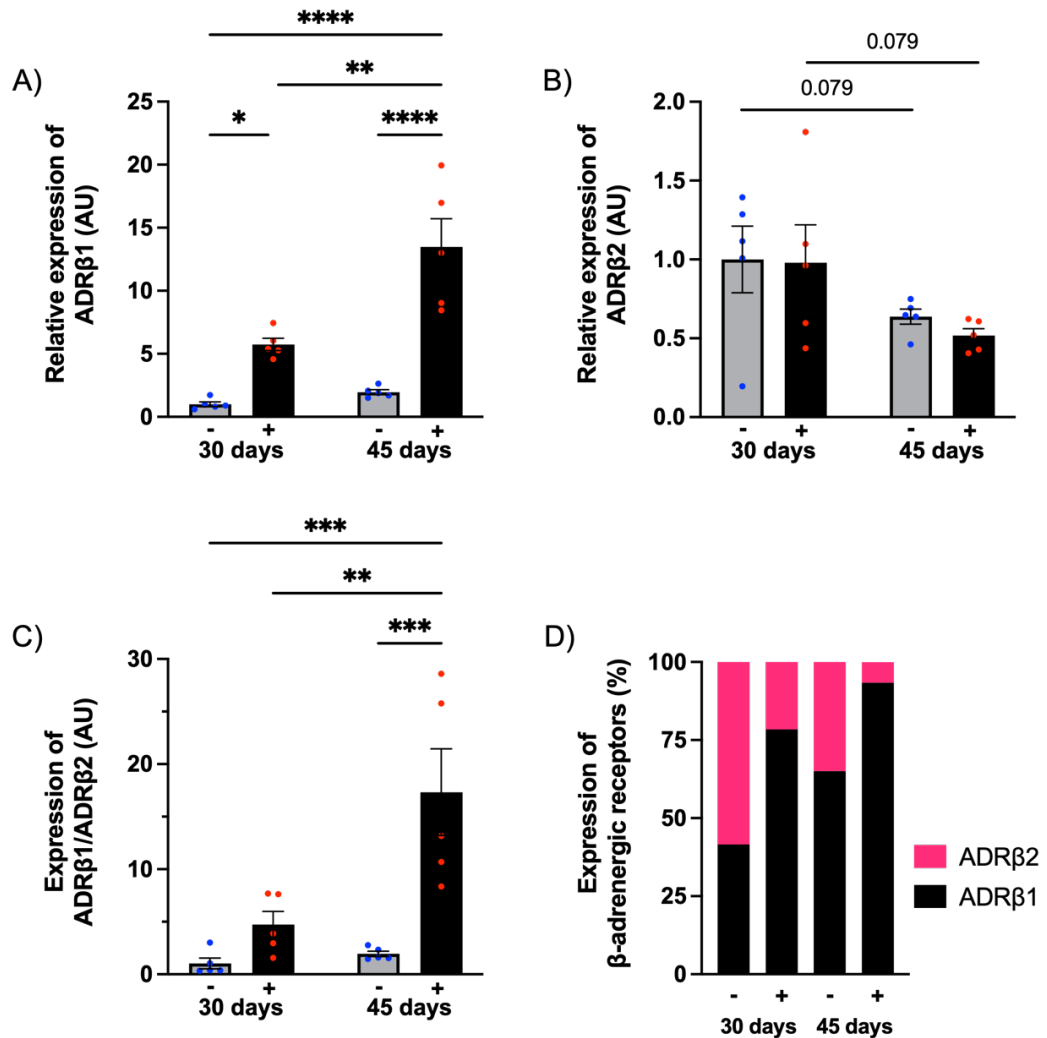 A)
Relative expression of
ADRβ1 (AU)
****
**
*
****
25
20
15
10
5
0
- + - +
30 days 45 days
B)
Relative expression of
ADRβ2 (AU)
0.079
0.079
2.0
1.5
1.0
0.5
0.0
- + - +
30 days 45 days
C)
Expression of
ADRβ1/ADRβ2 (AU)
***
**
***
30
20
10
0
- + - +
30 days 45 days
D)
Expression of
β-adrenergic receptors (%)
100
75
50
25
0
- + - +
30 days 45 days
ADRβ2
ADRβ1